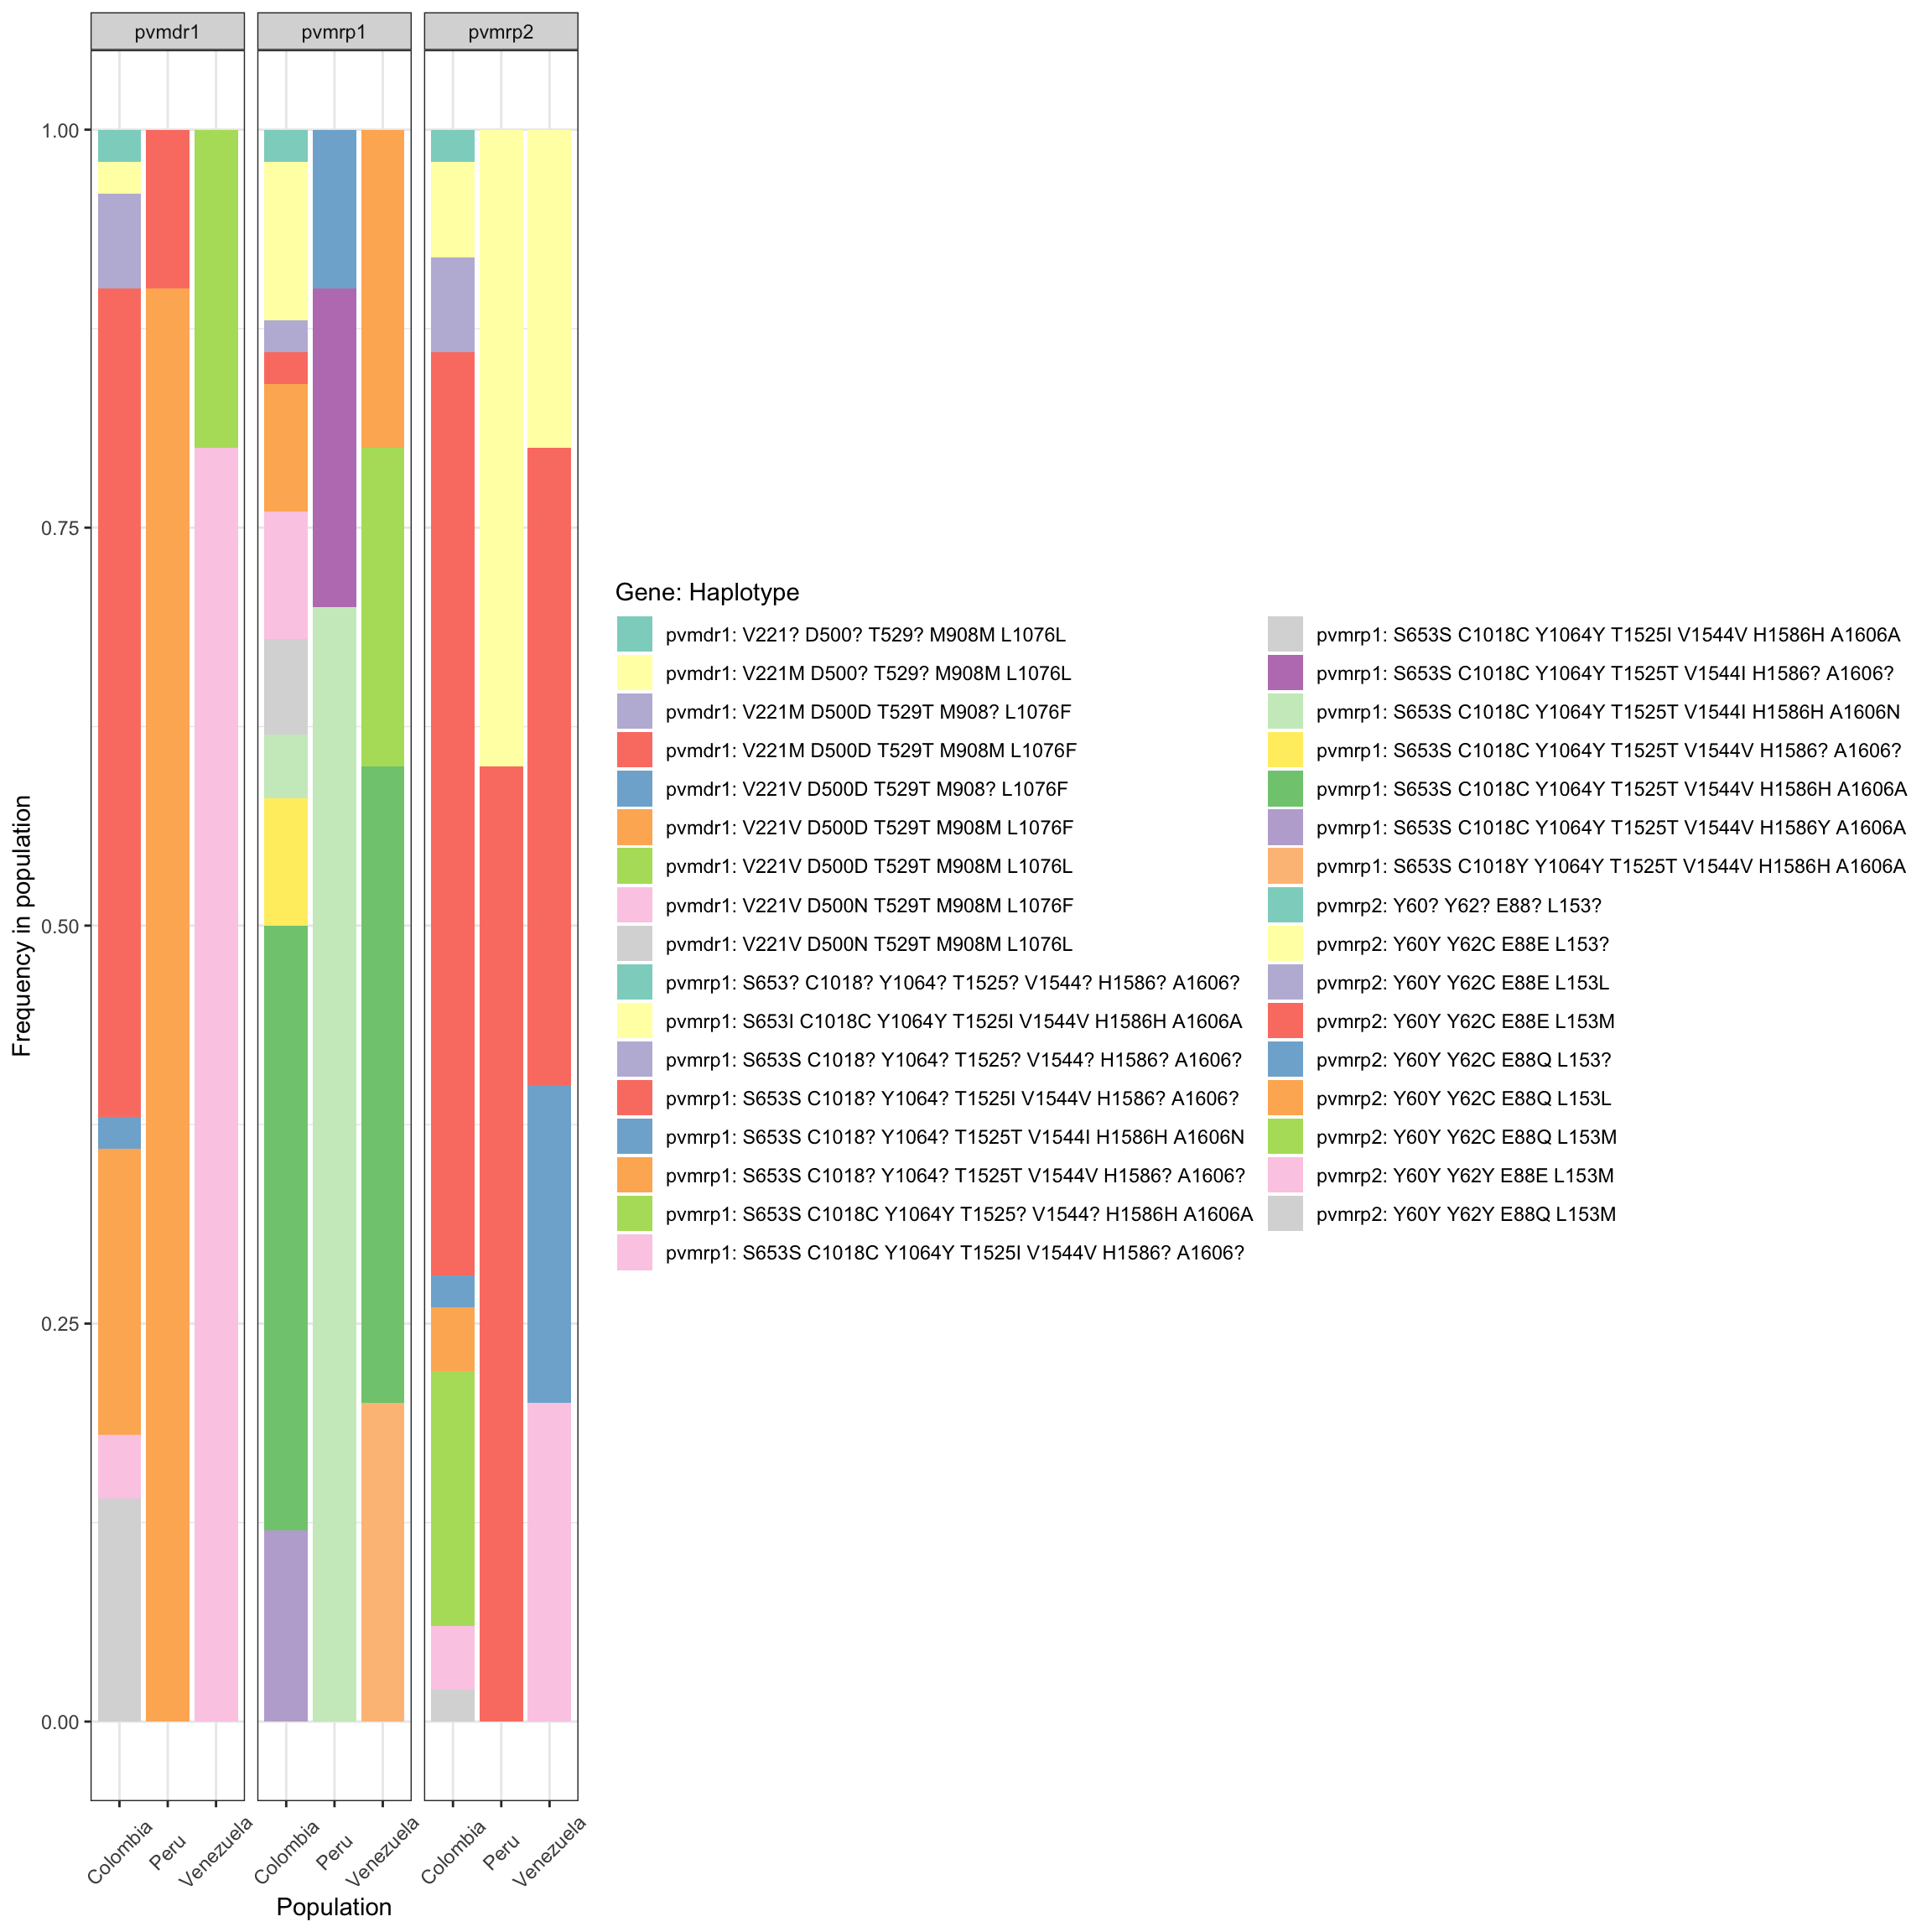 pvmdr1
pvmrp1
pvmrp2
1.00
0.75
0.50
0.25
0.00
Frequency in population
Colombia
Peru
Venezuela
Colombia
Peru
Venezuela
Colombia
Peru
Venezuela
Population
Gene: Haplotype
pvmdr1: V221? D500? T529? M908M L1076L
pvmdr1: V221M D500? T529? M908M L1076L
pvmdr1: V221M D500D T529T M908? L1076F
pvmdr1: V221M D500D T529T M908M L1076F
pvmdr1: V221V D500D T529T M908? L1076F
pvmdr1: V221V D500D T529T M908M L1076F
pvmdr1: V221V D500D T529T M908M L1076L
pvmdr1: V221V D500N T529T M908M L1076F
pvmdr1: V221V D500N T529T M908M L1076L
pvmrp1: S653? C1018? Y1064? T1525? V1544? H1586? A1606?
pvmrp1: S653I C1018C Y1064Y T1525I V1544V H1586H A1606A
pvmrp1: S653S C1018? Y1064? T1525? V1544? H1586? A1606?
pvmrp1: S653S C1018? Y1064? T1525I V1544V H1586? A1606?
pvmrp1: S653S C1018? Y1064? T1525T V1544I H1586H A1606N
pvmrp1: S653S C1018? Y1064? T1525T V1544V H1586? A1606?
pvmrp1: S653S C1018C Y1064Y T1525? V1544? H1586H A1606A
pvmrp1: S653S C1018C Y1064Y T1525I V1544V H1586? A1606?
pvmrp1: S653S C1018C Y1064Y T1525I V1544V H1586H A1606A
pvmrp1: S653S C1018C Y1064Y T1525T V1544I H1586? A1606?
pvmrp1: S653S C1018C Y1064Y T1525T V1544I H1586H A1606N
pvmrp1: S653S C1018C Y1064Y T1525T V1544V H1586? A1606?
pvmrp1: S653S C1018C Y1064Y T1525T V1544V H1586H A1606A
pvmrp1: S653S C1018C Y1064Y T1525T V1544V H1586Y A1606A
pvmrp1: S653S C1018Y Y1064Y T1525T V1544V H1586H A1606A
pvmrp2: Y60? Y62? E88? L153?
pvmrp2: Y60Y Y62C E88E L153?
pvmrp2: Y60Y Y62C E88E L153L
pvmrp2: Y60Y Y62C E88E L153M
pvmrp2: Y60Y Y62C E88Q L153?
pvmrp2: Y60Y Y62C E88Q L153L
pvmrp2: Y60Y Y62C E88Q L153M
pvmrp2: Y60Y Y62Y E88E L153M
pvmrp2: Y60Y Y62Y E88Q L153M